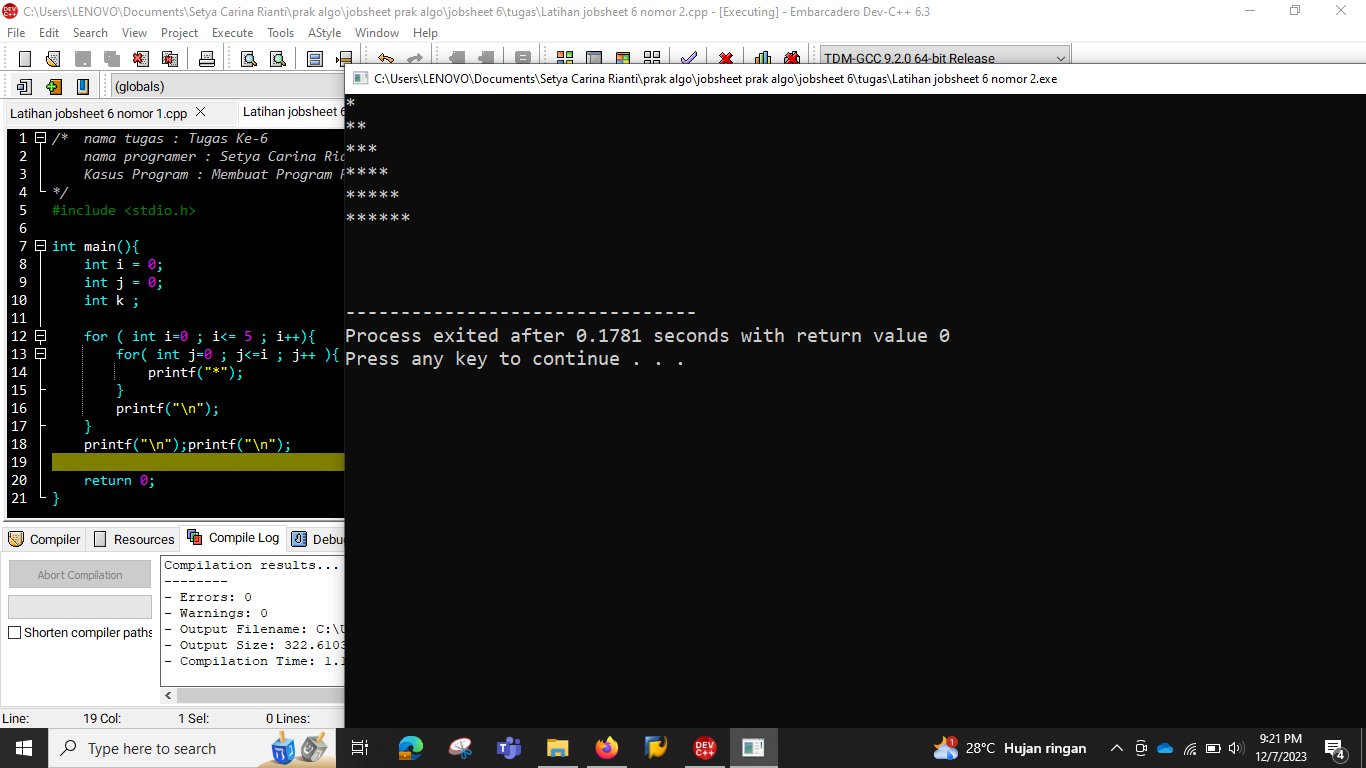 C:\Users\LENOVO\Documents\Setya Carina Rianti\prak algo\jobsheet prak algo\jobsheet 6\tugas\Latihan jobsheet 6 nomor 2.cpp - [Executing] - Embarcadero Dev-C++ 6.3
File Edit Search View Project Execute Tools AStyle Window Help
TDM-GCC 9.2.0 64-bit Release
(globals)
C:\Users\LENOVO\Documents\Setya Carina Rianti\prak algo\jobsheet prak algo\jobsheet 6\tugas\Latihan jobsheet 6 nomor 2.exe
Latihan jobsheet 6 nomor 1.cpp Latihan jobsheet 6
1 /* nama tugas : Tugas Ke-6
2 nama programer : Setya Carina
3 Kasus Program : Membuat Program
4 */
5 #include <stdio.h>
6
7 int main(){
8 int i = 0;
9 int j = 0;
10 int k ;
11
12 for ( int i=0 ; i<= 5 ; i++){
13 for( int j=0 ; j<=i ; j++ ){
14 printf("*");
15 }
16 printf("\n");
17 }
18 printf("\n");printf("\n");
19
20 return 0;
21 }
*
**
***
****
*****
******
--------------------------------
Process exited after 0.1781 seconds with return value 0
Press any key to continue . . .
Compiler Resources Compile Log Debu
Abort Compilation
Shorten compiler paths
Compilation results...
--------
- Errors: 0
- Warnings: 0
- Output Filename: C:\U
- Output Size: 322.6103
- Compilation Time: 1.1
Line: 19 Col: 1 Sel: 0 Lines:
Type here to search
DEV C++
1
28°C Hujan ringan
9:21 PM
12/7/2023
4